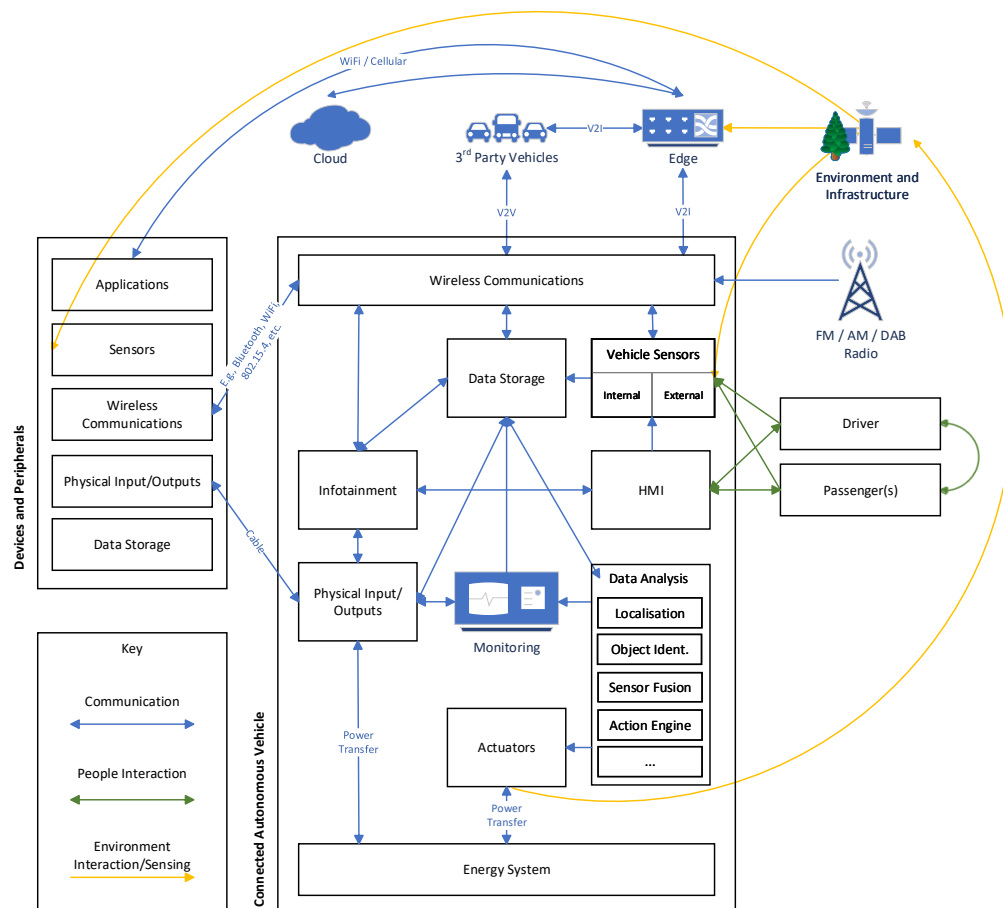 WiFi / Cellular
Cloud
V2I
3rd Party Vehicles
Edge
Environment and
Infrastructure
V2V
V2I
FM / AM / DAB
Radio
Devices and Peripherals
Applications
Sensors
Wireless
Communications
Physical Input/Outputs
Data Storage
E.g., Bluetooth, WiFi,
802.15.4, etc.
Cable
Connected Autonomous Vehicle
Wireless Communications
Data Storage
Vehicle Sensors
Internal
External
Infotainment
HMI
Driver
Passenger(s)
Physical Input/
Outputs
Monitoring
Data Analysis
Localisation
Object Ident.
Sensor Fusion
Action Engine
...
Actuators
Power
Transfer
Power
Transfer
Energy System
Key
Communication
People Interaction
Environment
Interaction/Sensing